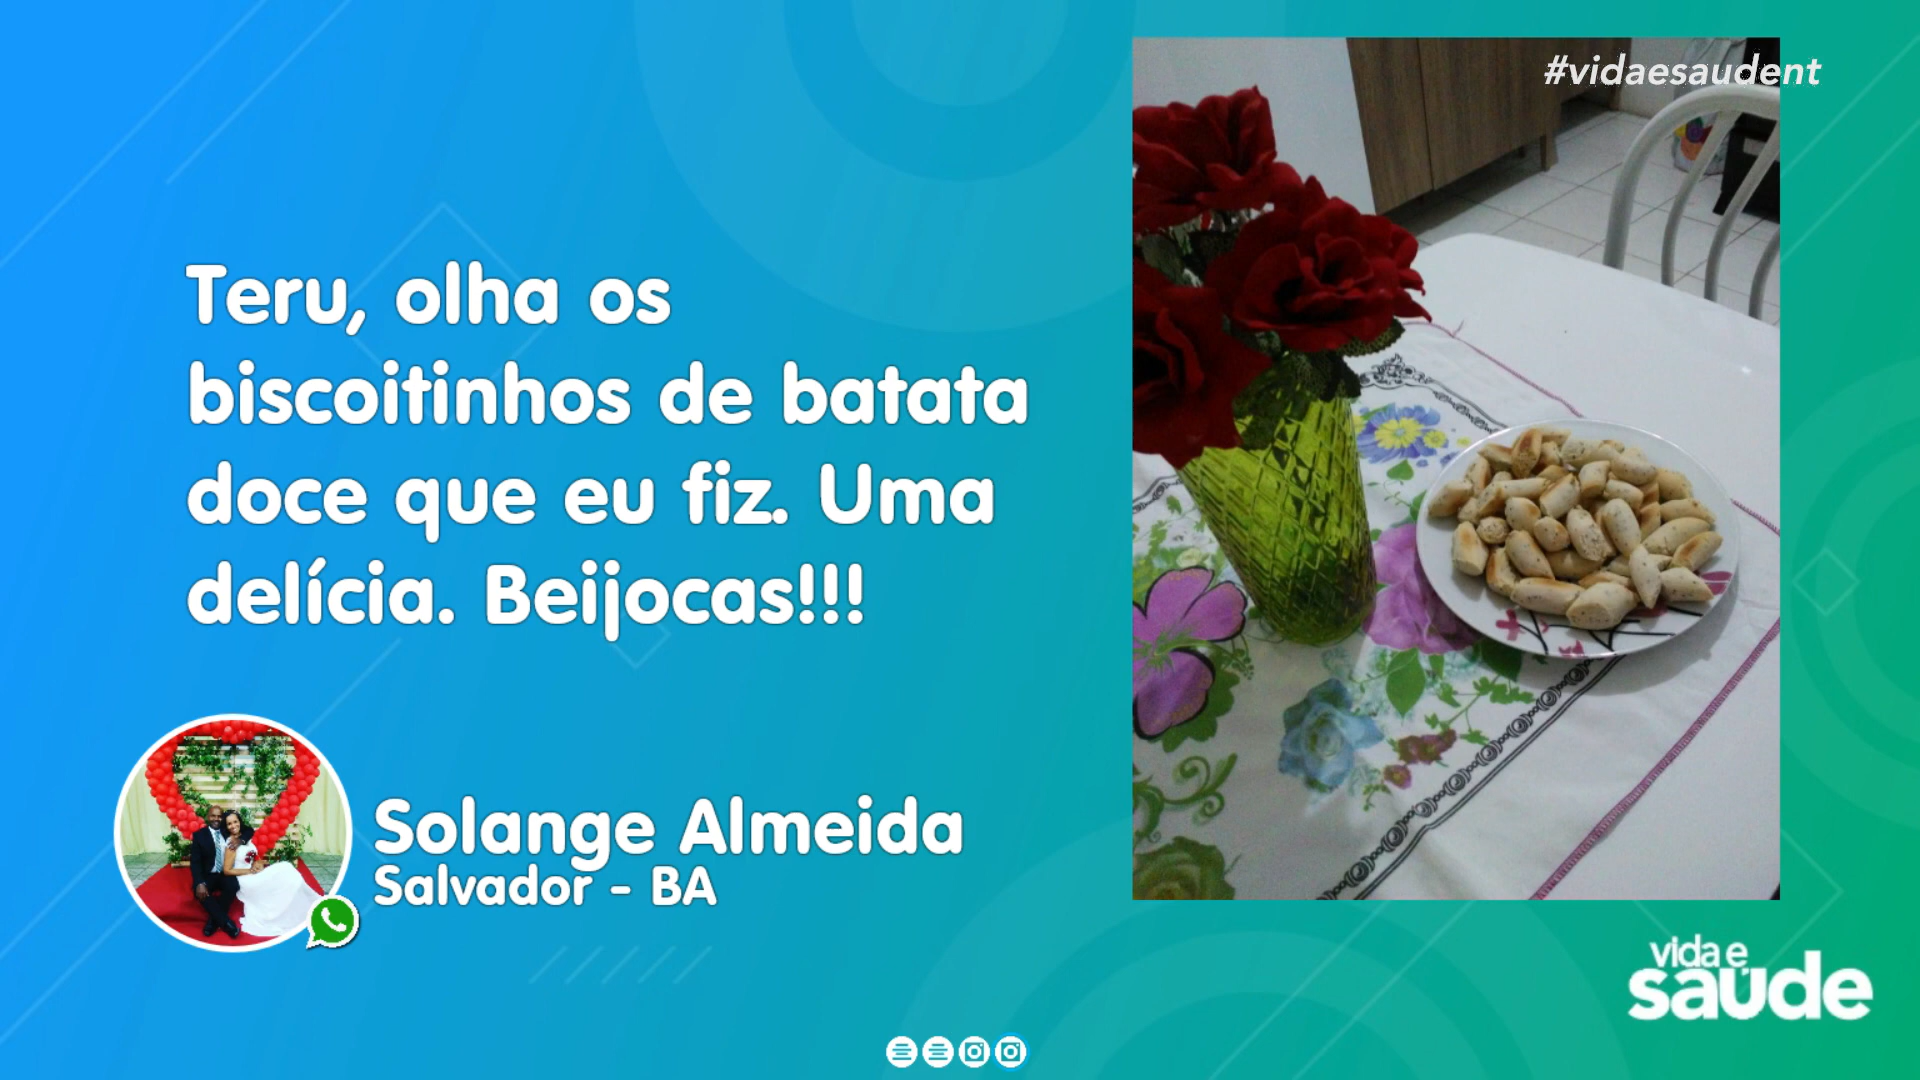 #vidaesaudent
Teru, olha os
biscoitinhos de batata
doce que eu fiz. Uma
delícia. Beijocas!!!
Solange Almeida
Salvador - BA
vida e
saúde